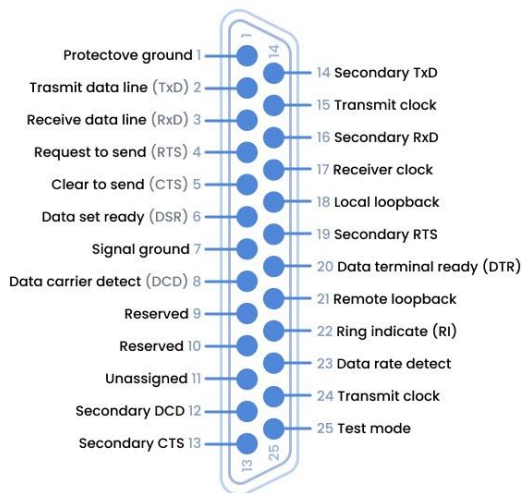 1
14
Protectove ground 1
Trasmit data line (TxD) 2
Receive data line (RxD) 3
Request to send (RTS) 4
Clear to send (CTS) 5
Data set ready (DSR) 6
Signal ground 7
Data carrier detect (DCD) 8
Reserved 9
Reserved 10
Unassigned 11
Secondary DCD 12
Secondary CTS 13
14 Secondary TxD
15 Transmit clock
16 Secondary RxD
17 Receiver clock
18 Local loopback
19 Secondary RTS
20 Data terminal ready (DTR)
21 Remote loopback
22 Ring indicate (RI)
23 Data rate detect
24 Transmit clock
25 Test mode
13
25